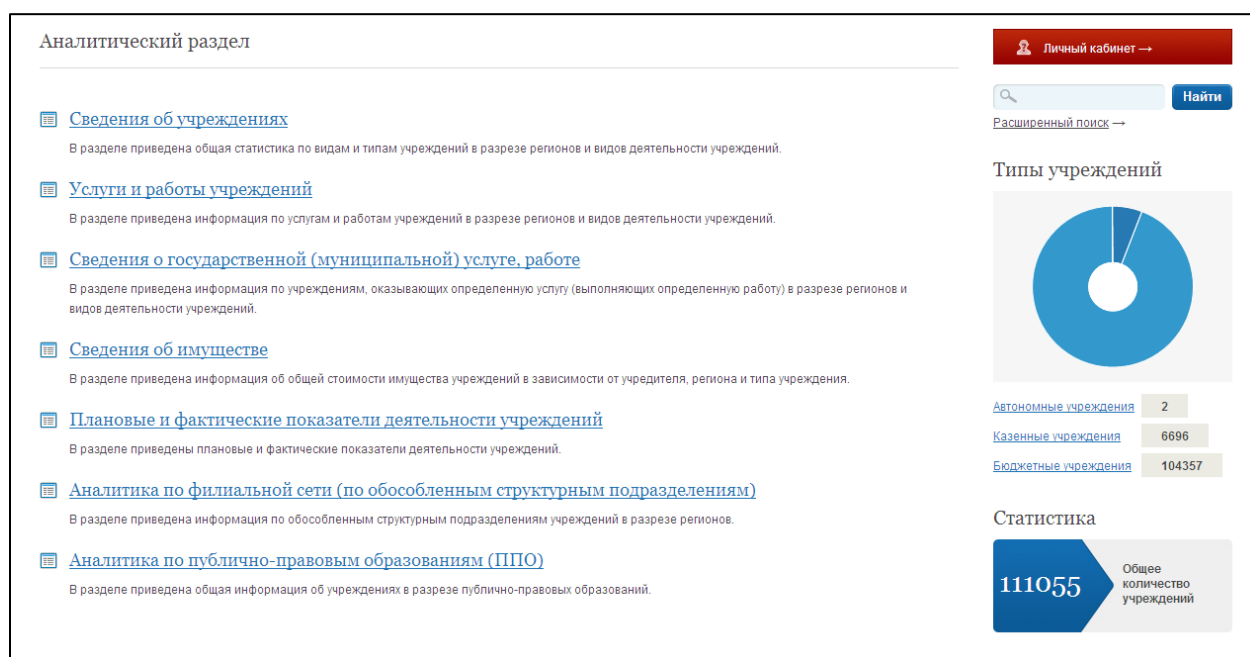 Аналитический раздел
Сведения об учреждениях
В разделе приведена общая статистика по видам и типам учреждений в разрезе регионов и видов деятельности учреждений.
Услуги и работы учреждений
В разделе приведена информация по услугам и работам учреждений в разрезе регионов и видов деятельности учреждений.
Сведения о государственной (муниципальной) услуге, работе
В разделе приведена информация по учреждениям, оказывающих определенную услугу (выполняющих определенную работу) в разрезе регионов и
видов деятельности учреждений.
Сведения об имуществе
В разделе приведена информация об общей стоимости имущества учреждений в зависимости от учредителя, региона и типа учреждения.
Плановые и фактические показатели деятельности учреждений
В разделе приведены плановые и фактические показатели деятельности учреждений.
Аналитика по филиальной сети (по обособленным структурным подразделениям)
В разделе приведена информация по обособленным структурным подразделениям учреждений в разрезе регионов.
Аналитика по публично-правовым образованиям (ППО)
В разделе приведена общая информация об учреждениях в разрезе публично-правовых образований.
Личный кабинет →
Найти
Расширенный поиск →
Типы учреждений
Автономные учреждения 2
Казенные учреждения 6696
Бюджетные учреждения 104357
Статистика
111055
Общее
количество
учреждений